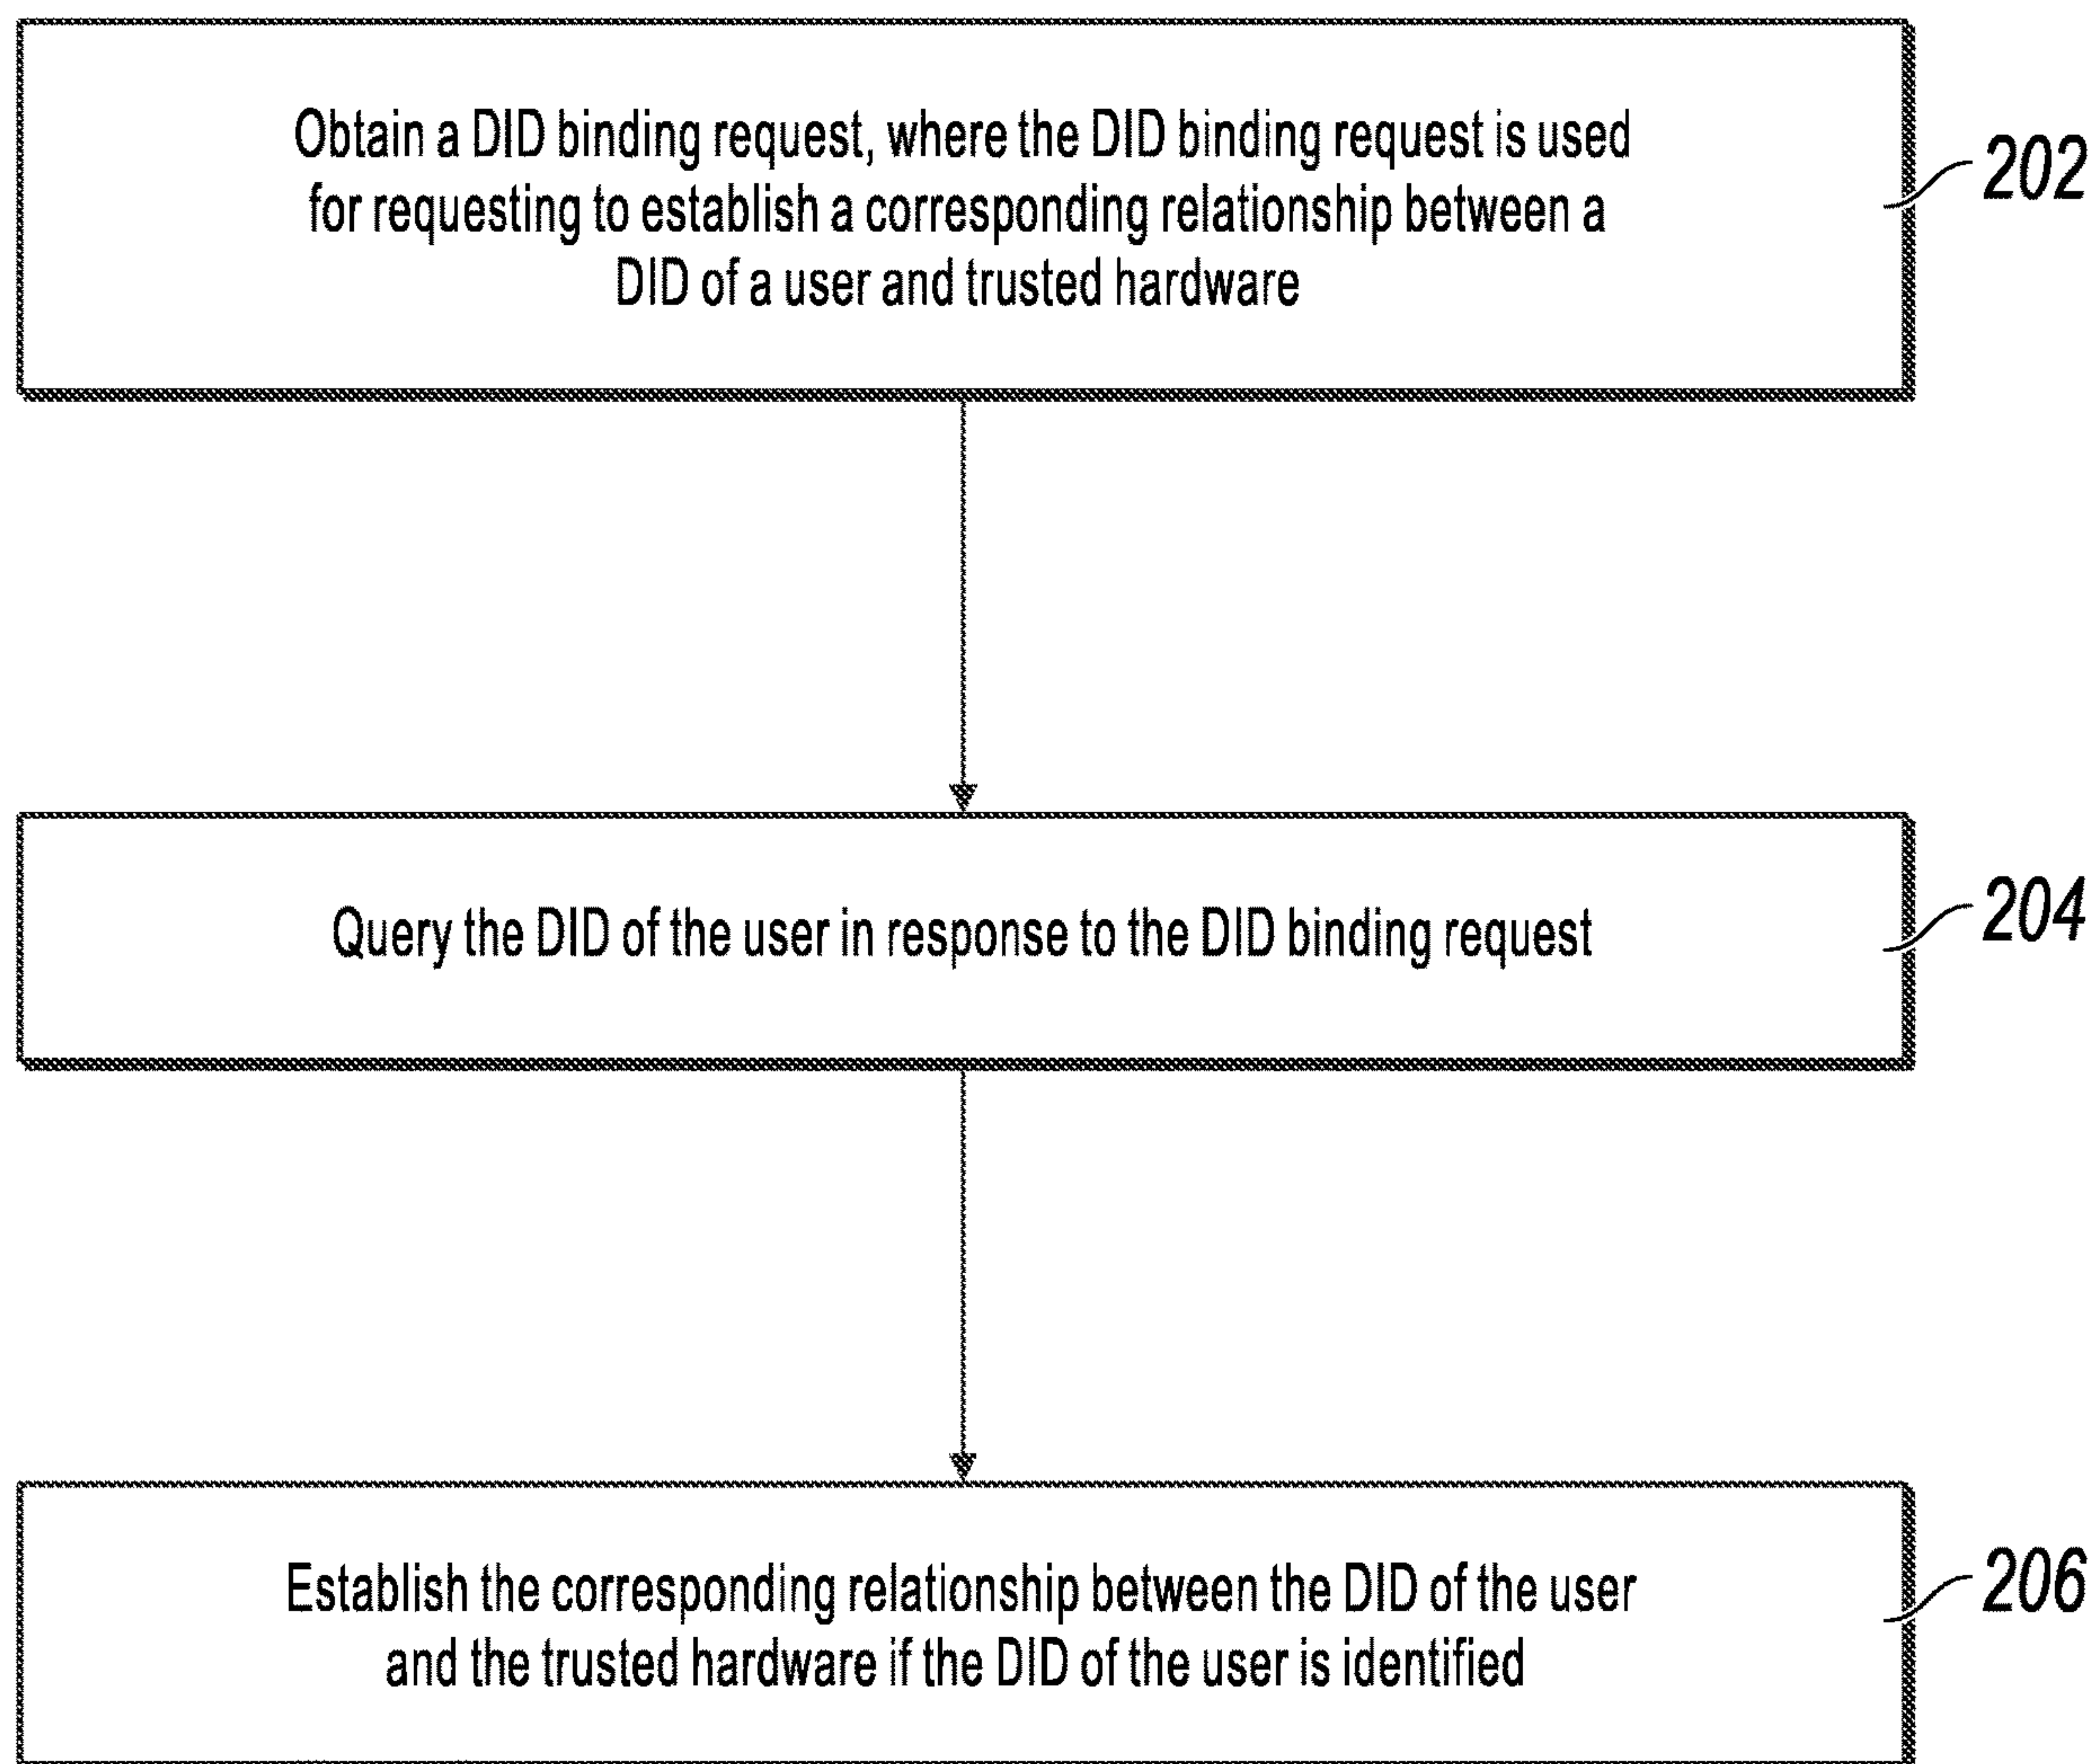 Obtain a DID binding request, where the DID binding request is used
for requesting to establish a corresponding relationship between a
DID of a user and trusted hardware
202
Query the DID of the user in response to the DID binding request
204
Establish the corresponding relationship between the DID of the user
and the trusted hardware if the DID of the user is identified
206